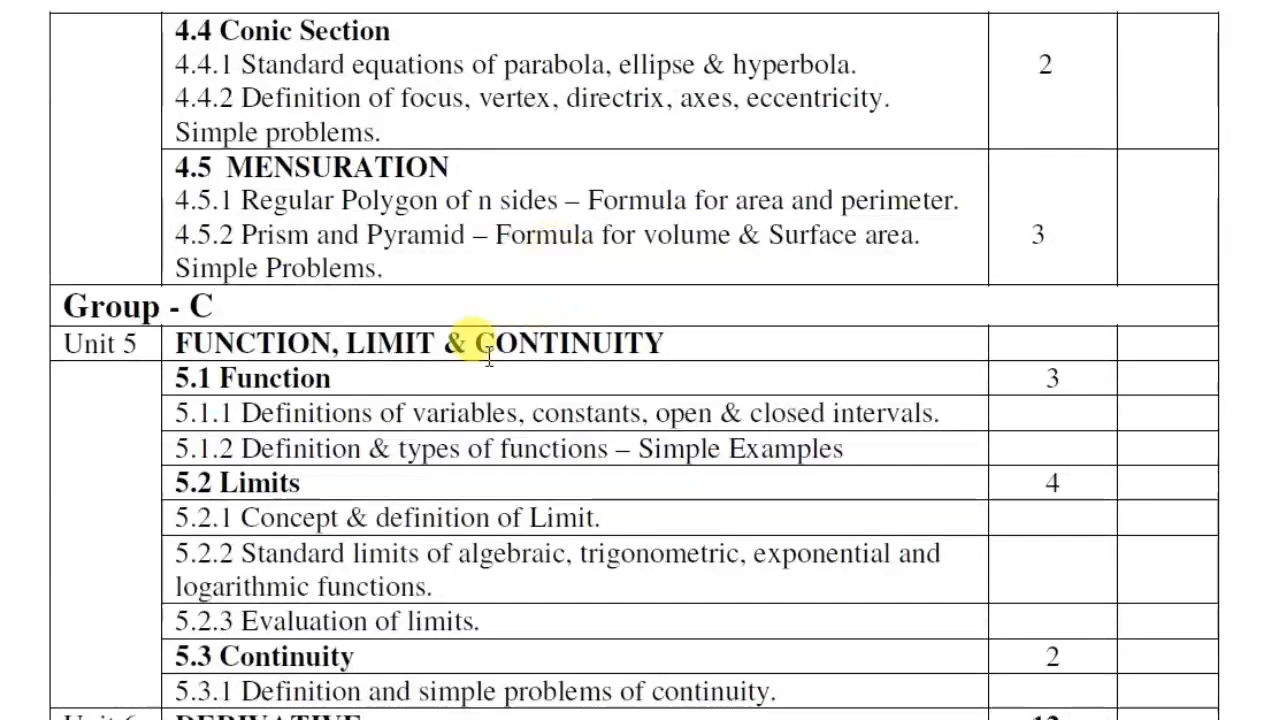 4.4 Conic Section
4.4.1 Standard equations of parabola, ellipse & hyperbola.
2
4.4.2 Definition of focus, vertex, directrix, axes, eccentricity.
Simple problems.
4.5 MENSURATION
4.5.1 Regular Polygon of n sides – Formula for area and perimeter.
4.5.2 Prism and Pyramid – Formula for volume & Surface area.
3
Simple Problems.
Group - C
Unit 5
FUNCTION, LIMIT & CONTINUITY
5.1 Function
3
5.1.1 Definitions of variables, constants, open & closed intervals.
5.1.2 Definition & types of functions – Simple Examples
5.2 Limits
4
5.2.1 Concept & definition of Limit.
5.2.2 Standard limits of algebraic, trigonometric, exponential and
logarithmic functions.
5.2.3 Evaluation of limits.
5.3 Continuity
2
5.3.1 Definition and simple problems of continuity.
Unit 6
DERIVATIVE
12